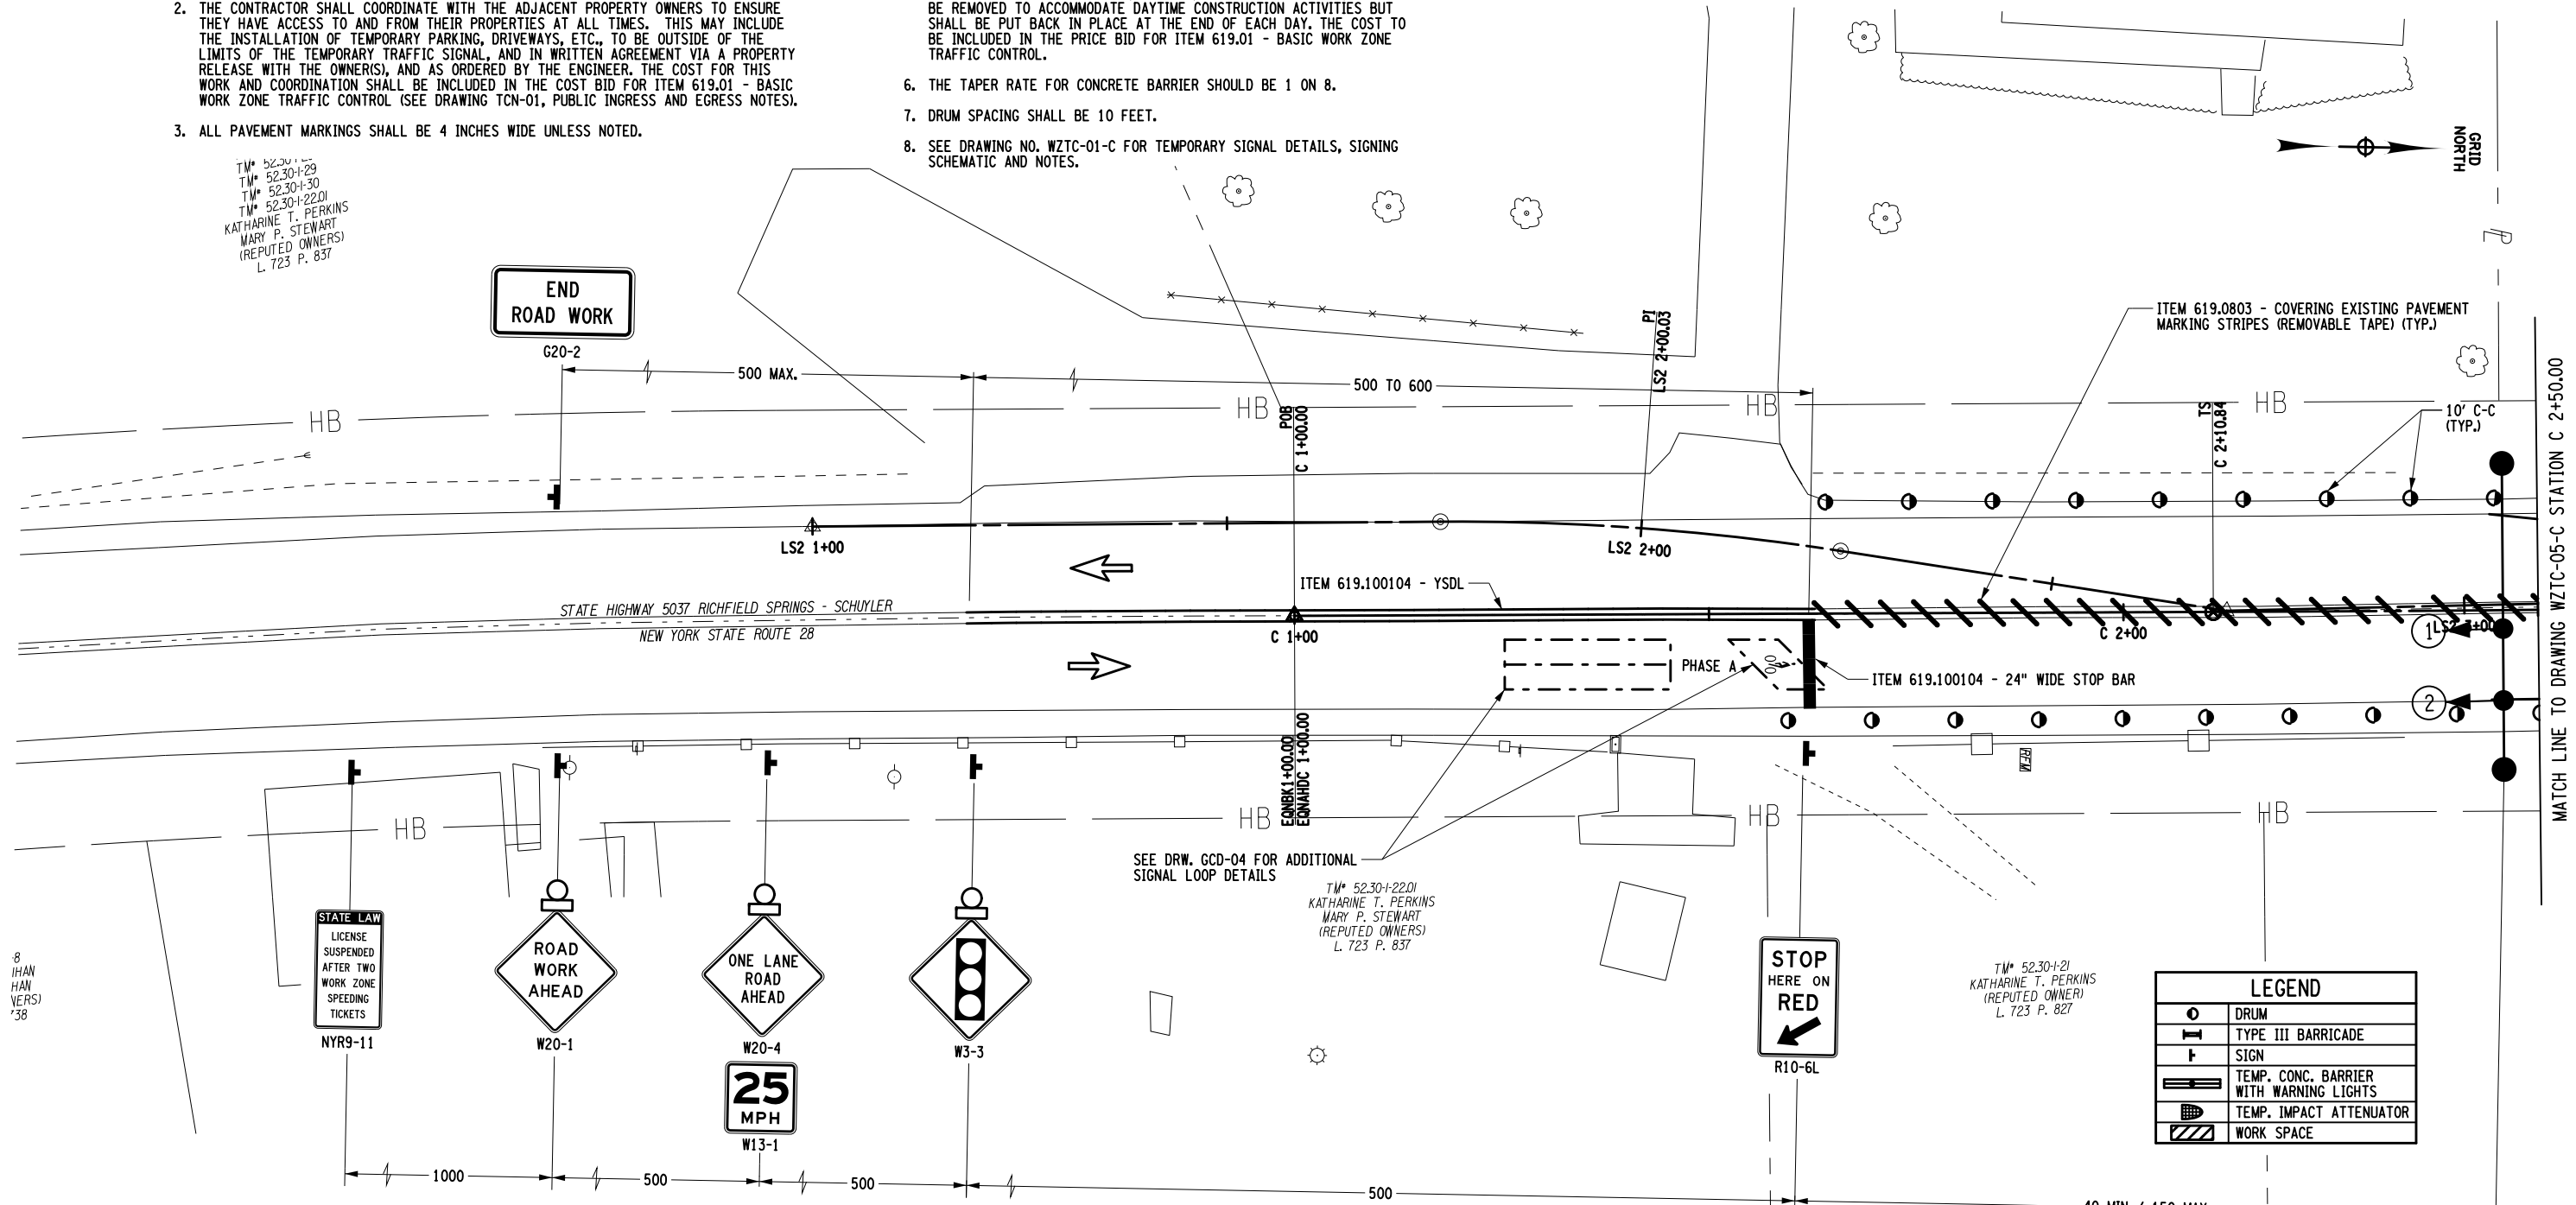 2. THE CONTRACTOR SHALL COORDINATE WITH THE ADJACENT PROPERTY OWNERS TO ENSURE
THEY HAVE ACCESS TO AND FROM THEIR PROPERTIES AT ALL TIMES. THIS MAY INCLUDE
THE INSTALLATION OF TEMPORARY PARKING, DRIVEWAYS, ETC., TO BE OUTSIDE OF THE
LIMITS OF THE TEMPORARY TRAFFIC SIGNAL, AND IN WRITTEN AGREEMENT VIA A PROPERTY
RELEASE WITH THE OWNER(S), AND AS ORDERED BY THE ENGINEER. THE COST FOR THIS
WORK AND COORDINATION SHALL BE INCLUDED IN THE COST BID FOR ITEM 619.01 - BASIC
WORK ZONE TRAFFIC CONTROL (SEE DRAWING TCN-01, PUBLIC INGRESS AND EGRESS NOTES).
3. ALL PAVEMENT MARKINGS SHALL BE 4 INCHES WIDE UNLESS NOTED.
BE REMOVED TO ACCOMMODATE DAYTIME CONSTRUCTION ACTIVITIES BUT
SHALL BE PUT BACK IN PLACE AT THE END OF EACH DAY. THE COST TO
BE INCLUDED IN THE PRICE BID FOR ITEM 619.01 - BASIC WORK ZONE
TRAFFIC CONTROL.
6. THE TAPER RATE FOR CONCRETE BARRIER SHOULD BE 1 ON 8.
7. DRUM SPACING SHALL BE 10 FEET.
8. SEE DRAWING NO. WZTC-01-C FOR TEMPORARY SIGNAL DETAILS, SIGNING
SCHEMATIC AND NOTES.
GRID
NORTH
TM# 52.30-1-29
TM# 52.30-1-30
TM# 52.30-1-22.01
KATHARINE T. PERKINS
MARY P. STEWART
(REPUTED OWNERS)
L. 723 P. 837
END
ROAD WORK
G20-2
500 MAX.
500 TO 600
PI
LS2 2+00.03
ITEM 619.0803 - COVERING EXISTING PAVEMENT
MARKING STRIPES (REMOVABLE TAPE) (TYP.)
PL
HB
HB
HB
HB
POB
C 1+00.00
TS
C 2+10.84
10' C-C
(TYP.)
MATCH LINE TO DRAWING WZTC-05-C STATION C 2+50.00
LS2 1+00
LS2 2+00
ITEM 619.100104 - YSDL
STATE HIGHWAY 5037 RICHFIELD SPRINGS - SCHUYLER
NEW YORK STATE ROUTE 28
C 1+00
C 2+00
1
LS2 3+00
PHASE A
ITEM 619.100104 - 24" WIDE STOP BAR
2
EQNBK1+00.00
EQNAHDC 1+00.00
RFM
HB
HB
HB
HB
SEE DRW. GCD-04 FOR ADDITIONAL
SIGNAL LOOP DETAILS
TM# 52.30-1-22.01
KATHARINE T. PERKINS
MARY P. STEWART
(REPUTED OWNERS)
L. 723 P. 837
TM# 52.30-1-21
KATHARINE T. PERKINS
(REPUTED OWNER)
L. 723 P. 827
STATE LAW
LICENSE
SUSPENDED
AFTER TWO
WORK ZONE
SPEEDING
TICKETS
NYR9-11
ROAD
WORK
AHEAD
W20-1
ONE LANE
ROAD
AHEAD
W20-4
25
MPH
W13-1
W3-3
STOP
HERE ON
RED
R10-6L
LEGEND
DRUM
TYPE III BARRICADE
SIGN
TEMP. CONC. BARRIER
WITH WARNING LIGHTS
TEMP. IMPACT ATTENUATOR
WORK SPACE
1000
500
500
500